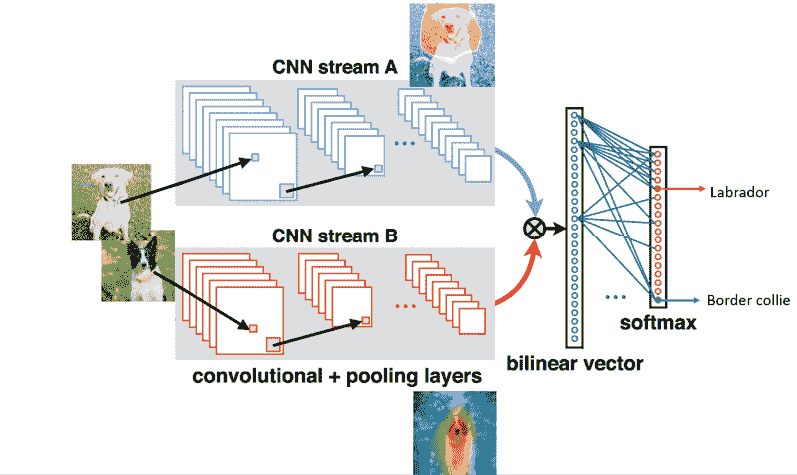 CNN stream A
CNN stream B
convolutional + pooling layers
bilinear vector
softmax
Labrador
Border collie